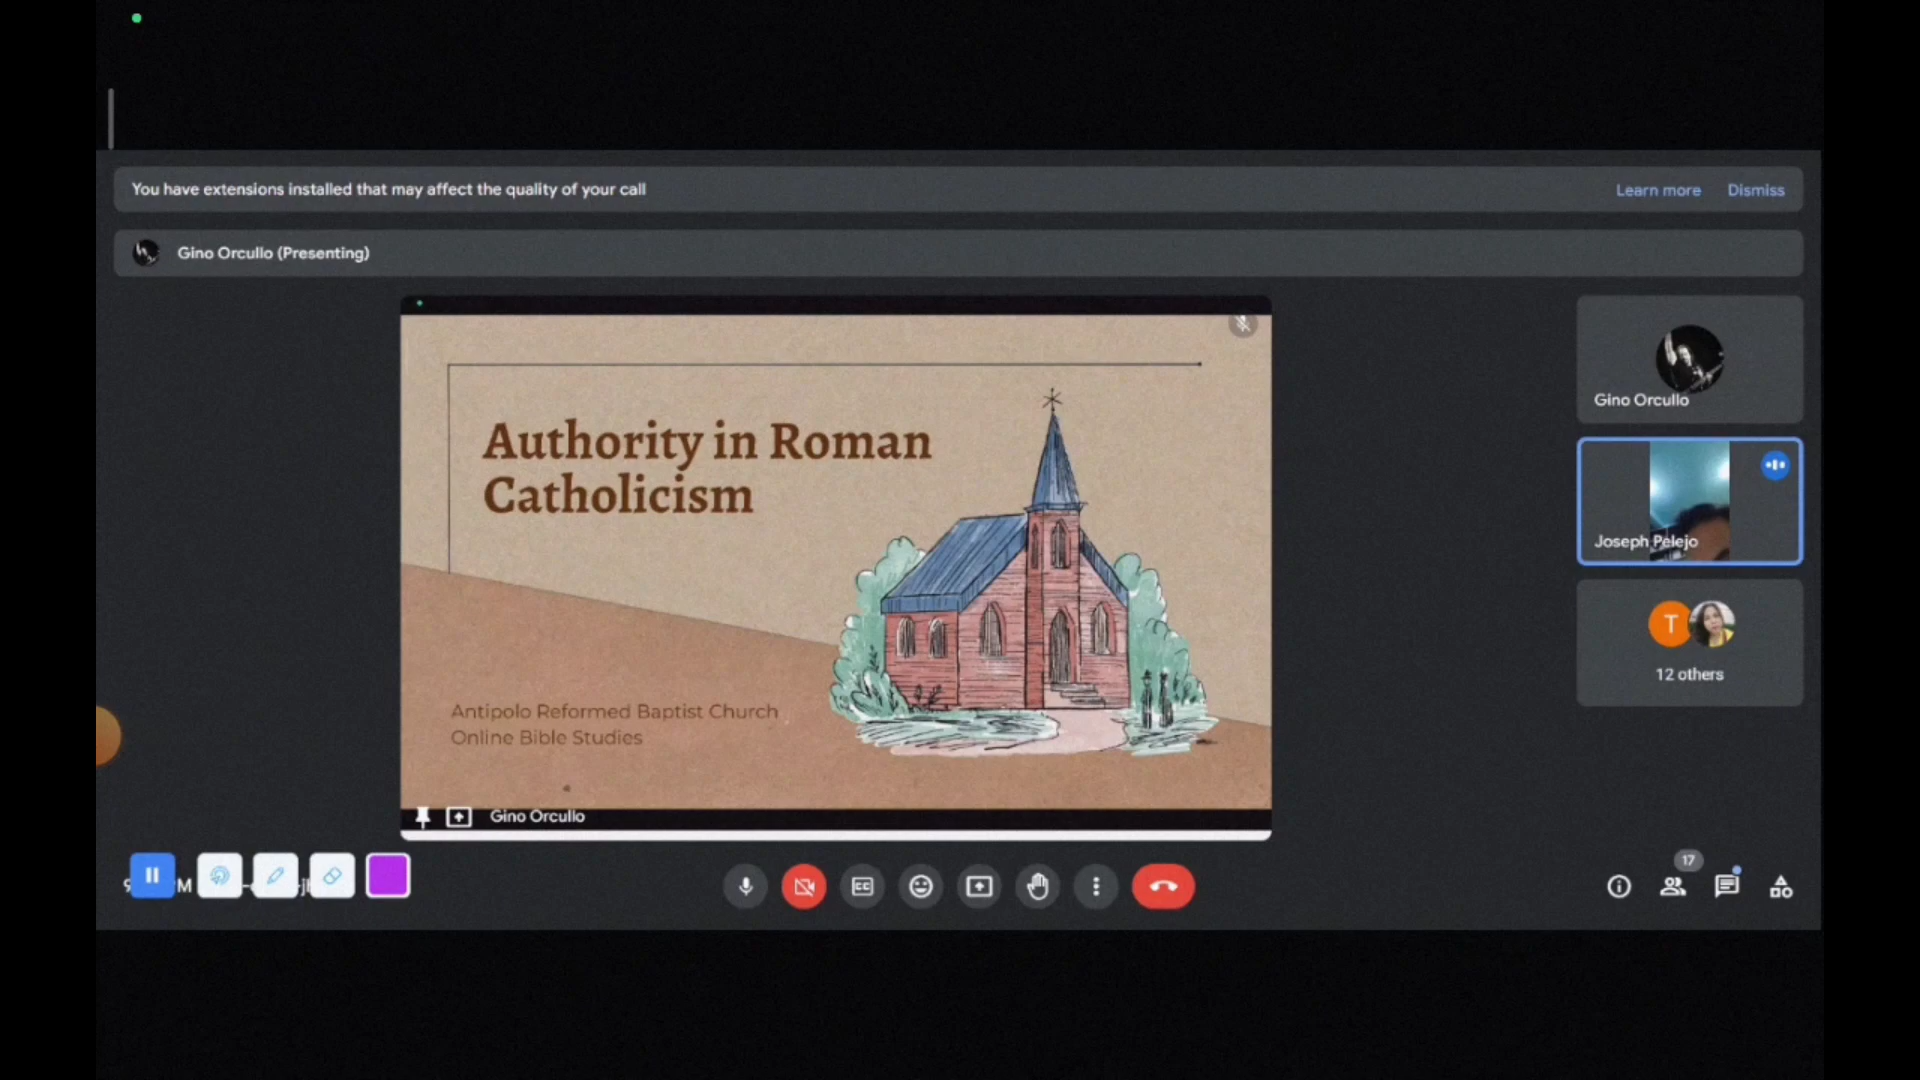 You have extensions installed that may affect the quality of your call
Learn more
Dismiss
Gino Orcullo (Presenting)
Authority in Roman
Catholicism
Antipolo Reformed Baptist Church
Online Bible Studies
Gino Orcullo
Gino Orcullo
Joseph Pelejo
T
12 others
CC
17